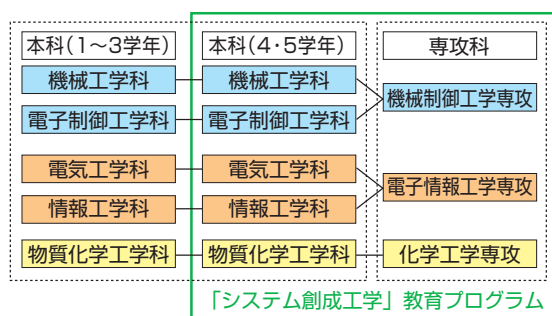 本科(1～3学年) 本科(4・5学年) 専攻科
機械工学科 機械工学科
機械制御工学専攻
電子制御工学科 電子制御工学科
電気工学科 電気工学科
電子情報工学専攻
情報工学科 情報工学科
物質化学工学科 物質化学工学科 化学工学専攻
「システム創成工学」教育プログラム